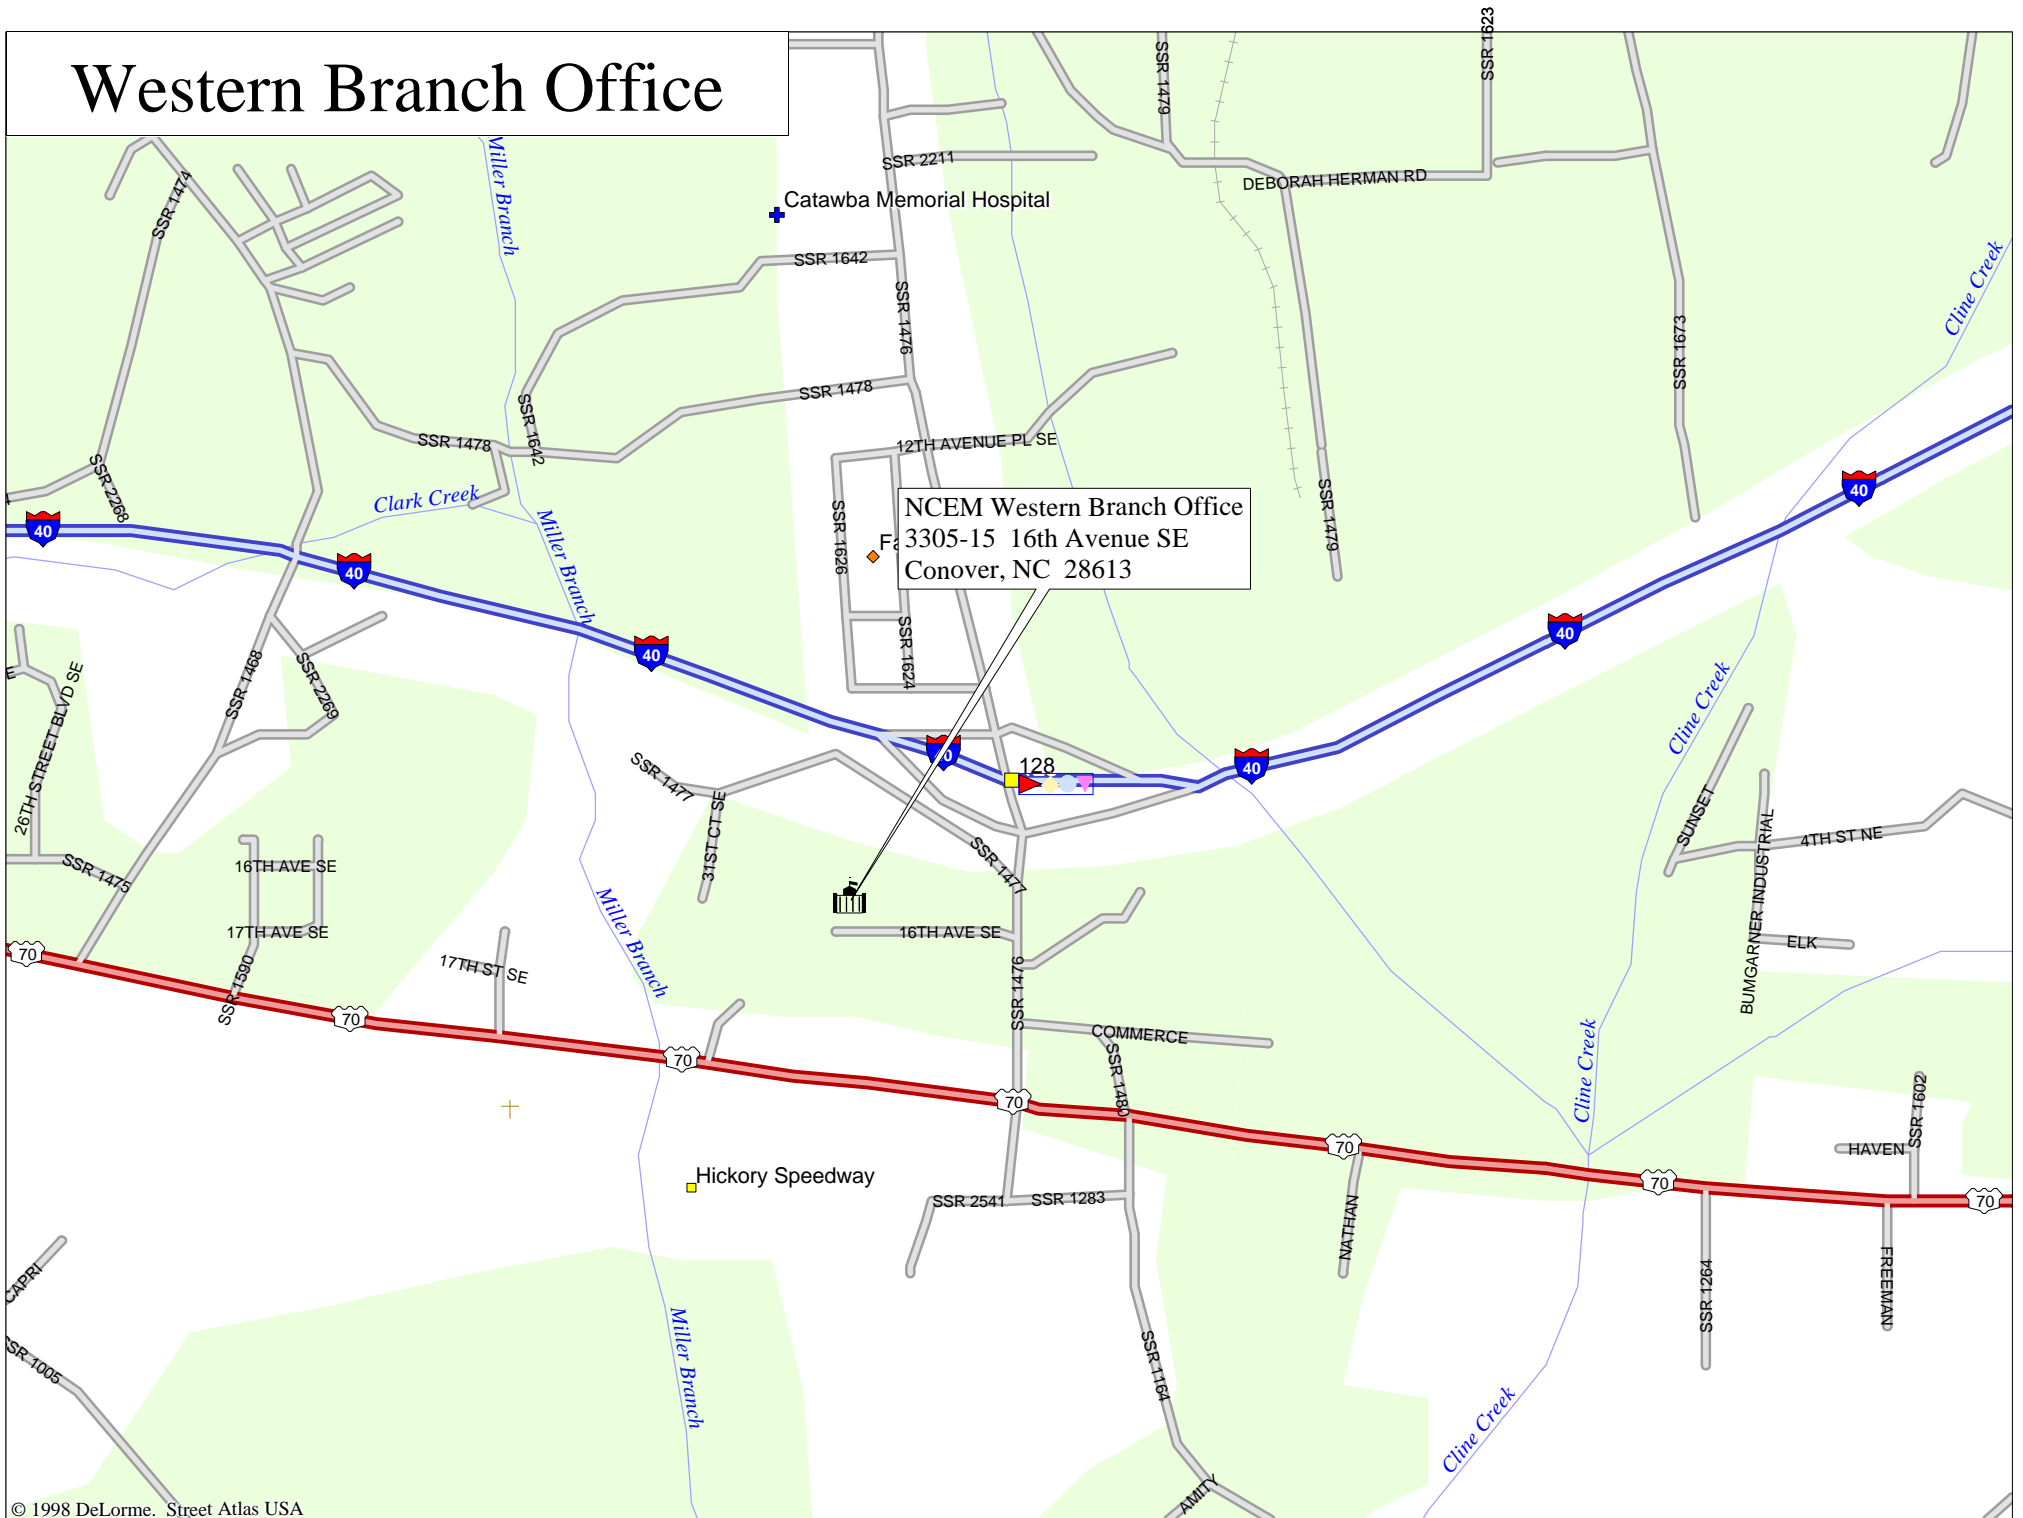 Western Branch Office
SSR 1623
SSR 1479
Miller Branch
SSR 2211
SSR 1474
DEBORAH HERMAN RD
Catawba Memorial Hospital
SSR 1642
Cline Creek
SSR 1476
SSR 1673
SSR 1478
SSR 1642
SSR 1478
12TH AVENUE PL SE
SSR 2268
Clark Creek
Miller Branch
SSR 1626
SSR 1479
NCEM Western Branch Office
3305-15 16th Avenue SE
Conover, NC 28613
40
40
40
40
40
40
SSR 1624
SSR 1468
SSR 2269
26TH STREET BLVD SE
Cline Creek
SSR 1477
128
31ST CT SE
SSR 1477
SUNSET
BUMGARNER INDUSTRIAL
4TH ST NE
SSR 1475
16TH AVE SE
17TH AVE SE
SSR 1590
17TH ST SE
Miller Branch
16TH AVE SE
SSR 1476
ELK
70
70
70
70
70
70
70
COMMERCE
SSR 1480
Cline Creek
SSR 1602
HAVEN
Hickory Speedway
SSR 2541
SSR 1283
NATHAN
SSR 1264
FREEMAN
CAPRI
SSR 1005
Miller Branch
SSR 1164
Cline Creek
AMITY
© 1998 DeLorme. Street Atlas USA